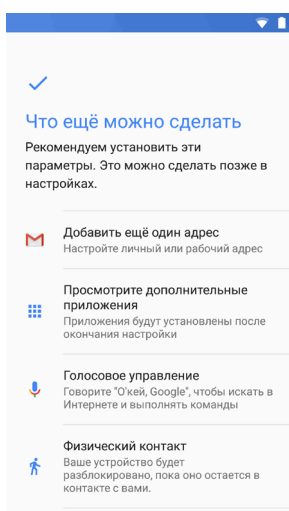 Что ещё можно сделать
Рекомендуем установить эти
параметры. Это можно сделать позже в
настройках.
Добавить ещё один адрес
Настройте личный или рабочий адрес
Просмотрите дополнительные
приложения
Приложения будут установлены после
окончания настройки
Голосовое управление
Говорите "О'кей, Google", чтобы искать в
Интернете и выполнять команды
Физический контакт
Ваше устройство будет
разблокировано, пока оно остается в
контакте с вами.